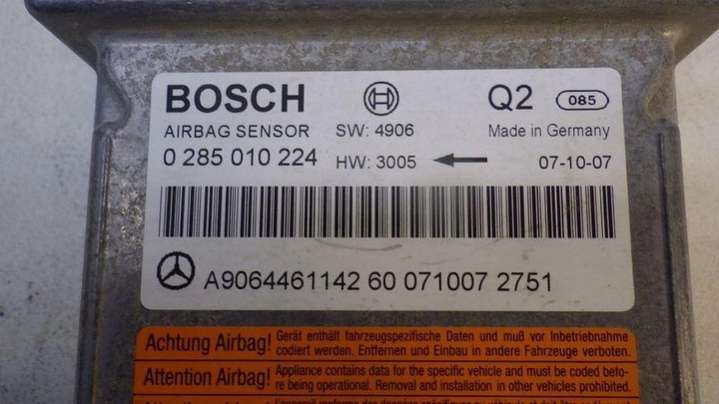 BOSCH Q2 085
AIRBAG SENSOR SW: 4906 Made in Germany
0 285 010 224 HW: 3005 07-10-07
A9064461142 60 071007 2751
Achtung Airbag! Gerät enthält fahrzeugspezifische Daten und muß vor Inbetriebnahme
codiert werden. Entfernen und Einbau in andere Fahrzeuge verboten.
Attention Airbag! Appliance contains data for the specific vehicle and must be coded befo-
re being operational. Removal and installation in other vehicles prohibited.